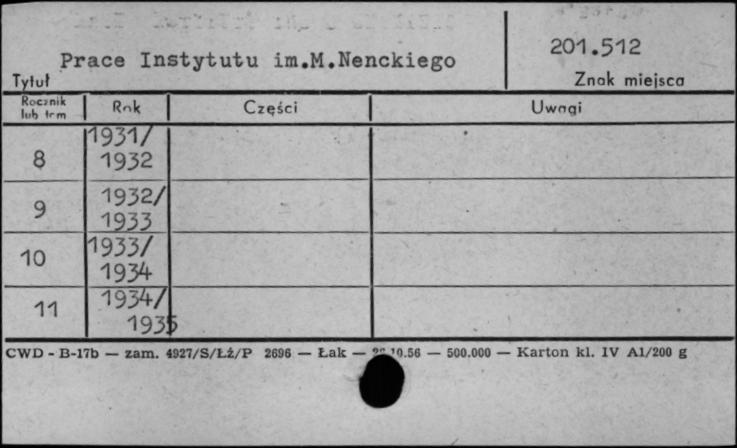 Prace Instytutu im.M.Nenckiego
201.512
Tytuł
Znak miejsca
Rocznik lub tom
Rok
Części
Uwagi
8
1931/
1932
9
1932/
1933
10
1933/
1934
11
1934/
1935
CWD - B-17b — zam. 4927/S/Łż/P 2696 — Łak — 10.56 — 500.000 — Karton kl. IV A1/200 g